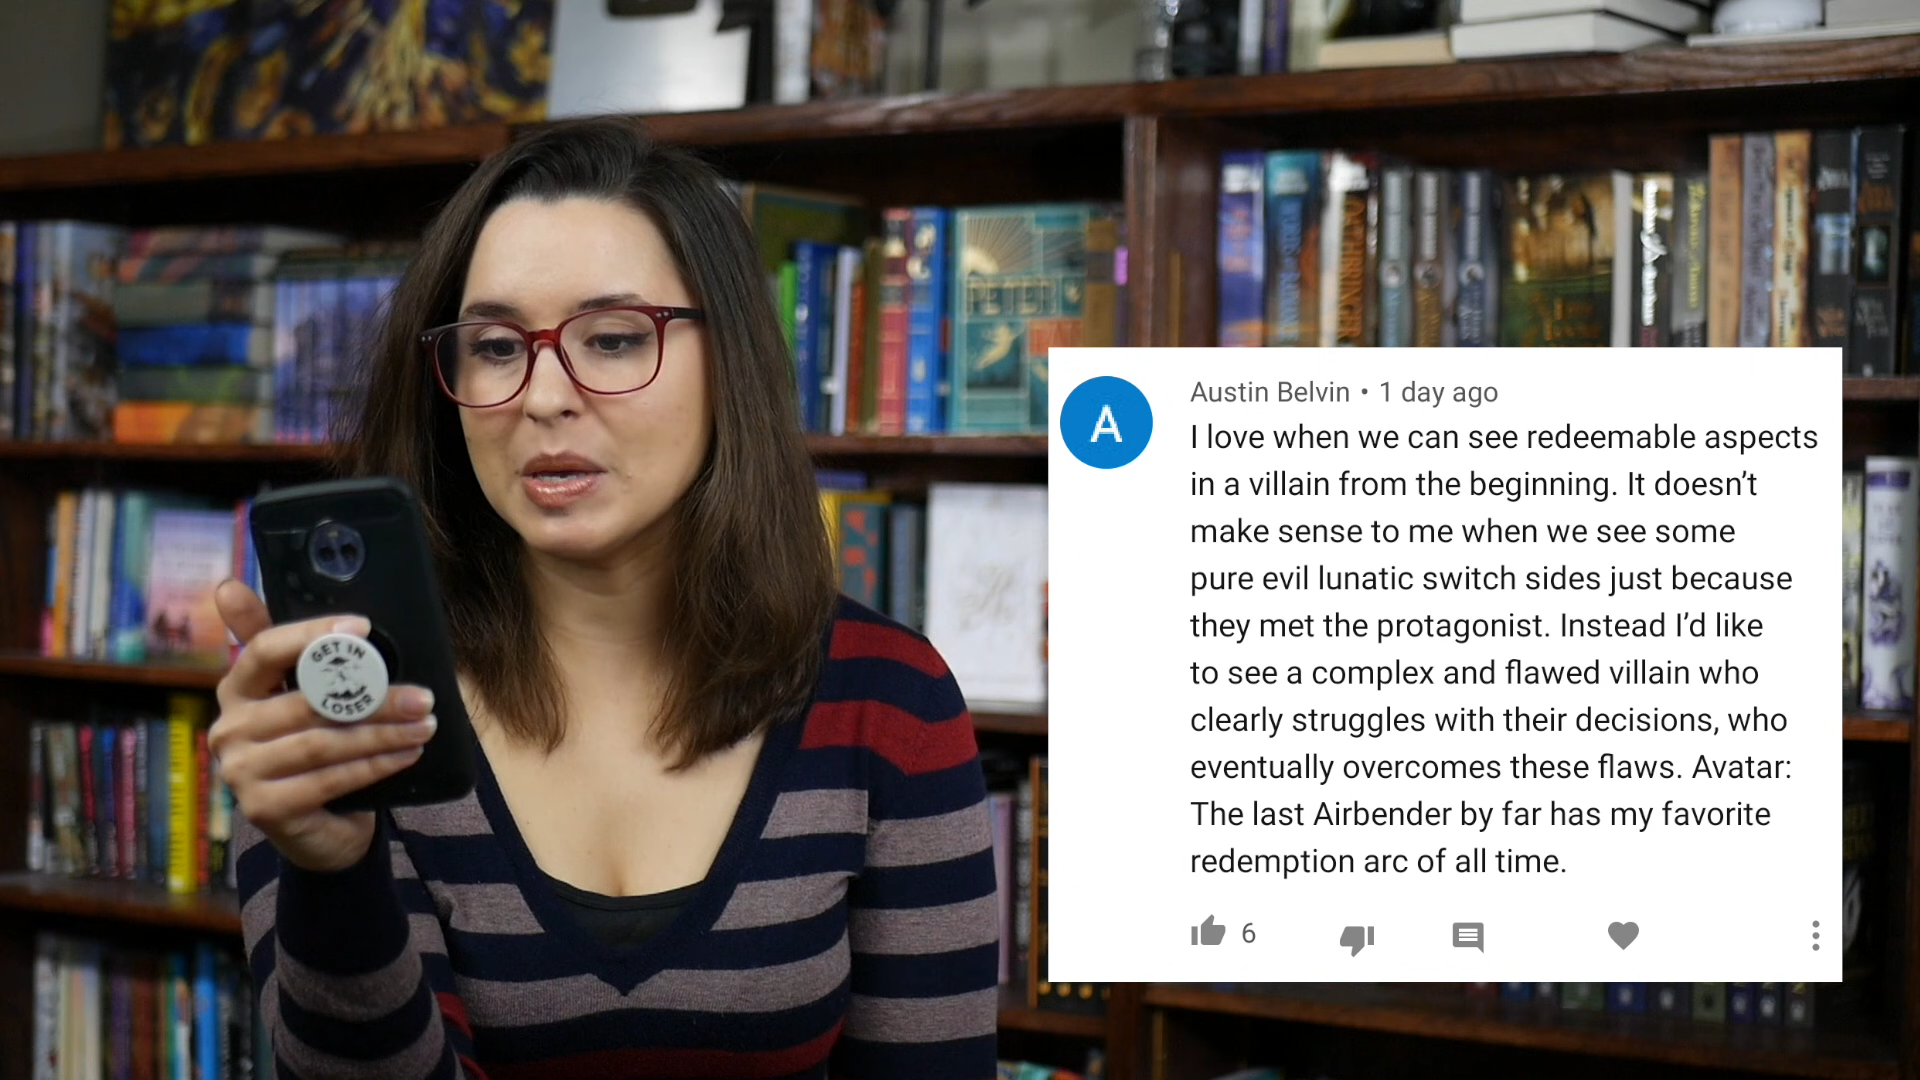 PETER
PAN
GET IN
LOSER
A
Austin Belvin • 1 day ago
I love when we can see redeemable aspects
in a villain from the beginning. It doesn’t
make sense to me when we see some
pure evil lunatic switch sides just because
they met the protagonist. Instead I’d like
to see a complex and flawed villain who
clearly struggles with their decisions, who
eventually overcomes these flaws. Avatar:
The last Airbender by far has my favorite
redemption arc of all time.
6